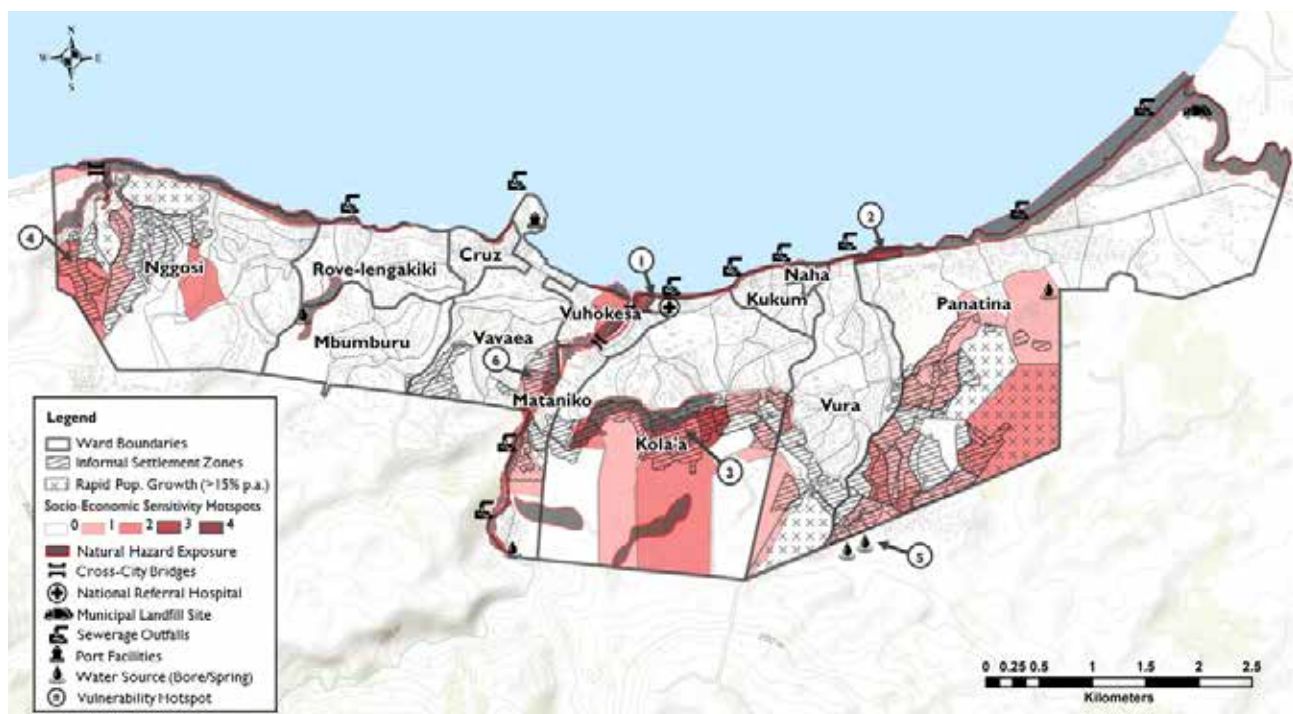 N
W E
S
4
Nggosi
Rove-lengakiki
Cruz
Mbumburu
Vavaea
6
Mataniko
1
Vuhokesa
Naha
Kukum
2
Panatina
Vura
Kola'a
3
5
Legend
Ward Boundaries
Informal Settlement Zones
Rapid Pop. Growth (>15% p.a.)
Socio-Economic Sensitivity Hotspots
0 1 2 3 4
Natural Hazard Exposure
Cross-City Bridges
National Referral Hospital
Municipal Landfill Site
Sewerage Outfalls
Port Facilities
Water Source (Bore/Spring)
Vulnerability Hotspot
0 0.25 0.5 1 1.5 2 2.5
Kilometers